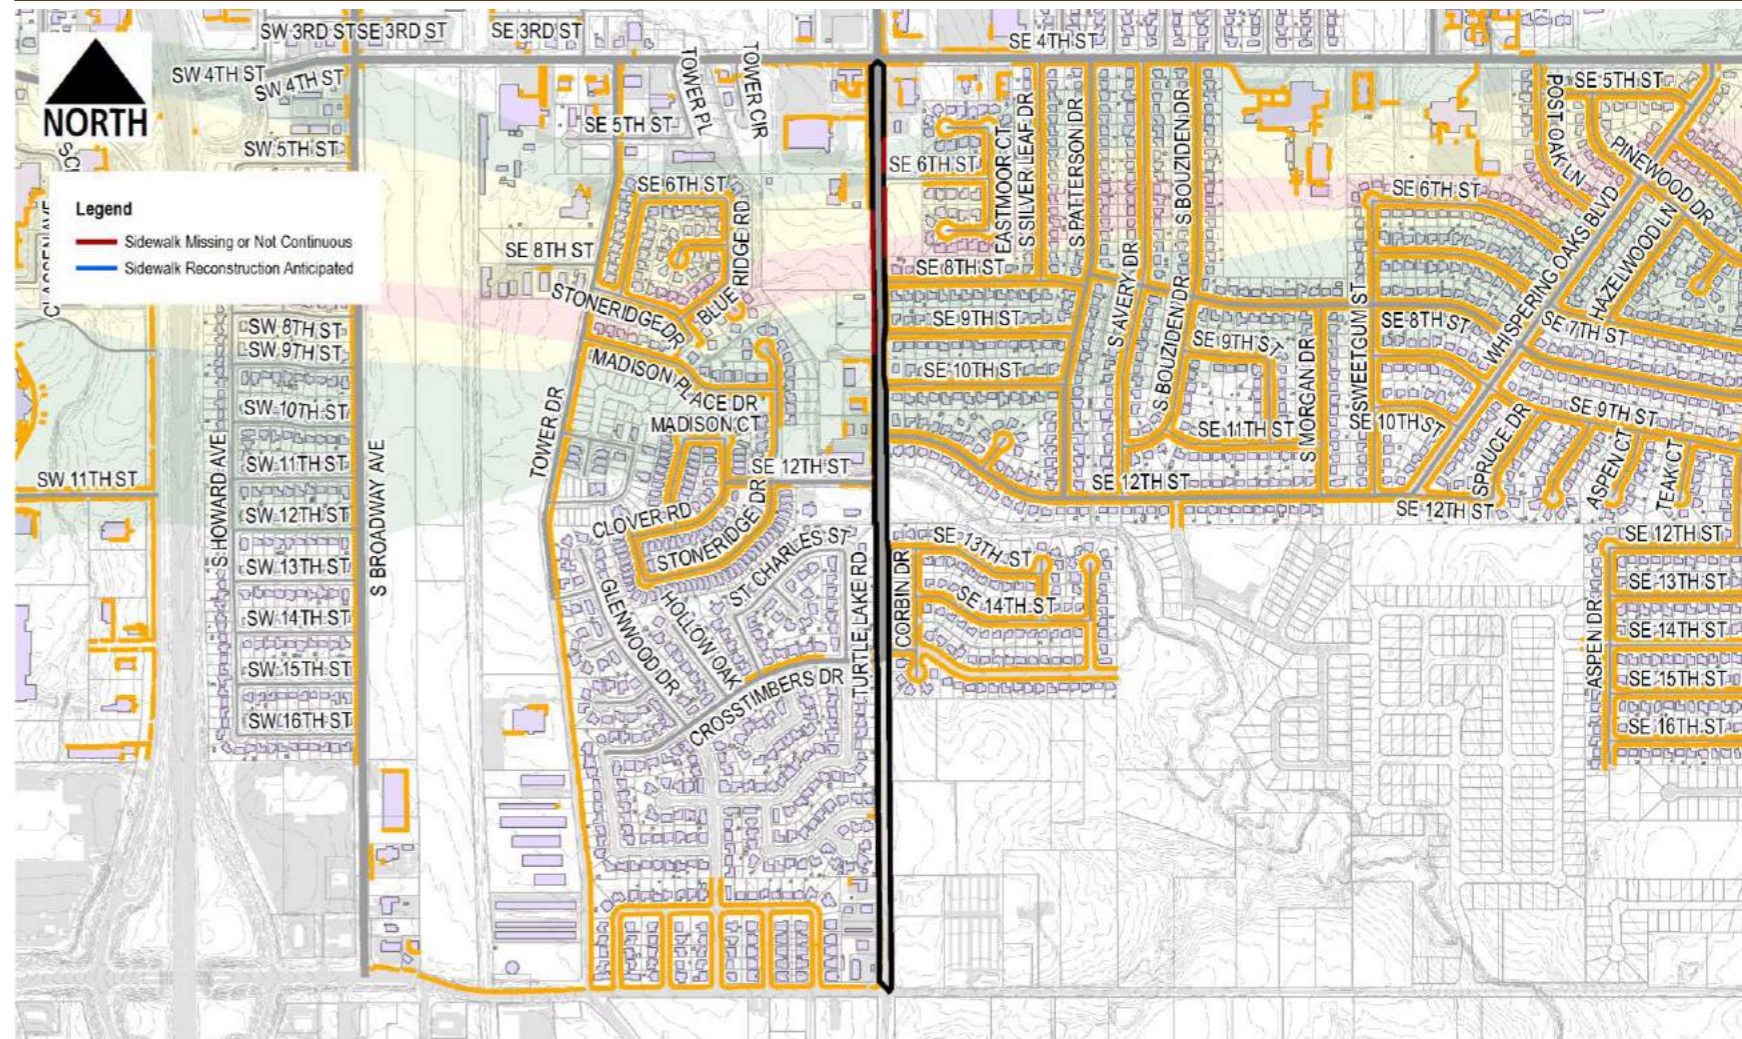 SW 3RD ST
SE 3RD ST
SE 3RD ST
SE 4TH ST
SW 4TH ST
SW 4TH ST
TOWER PL
TOWER CIR
POST OAK LN
SE 5TH ST
NORTH
SE 5TH ST
SW 5TH ST
SE 6TH ST
EASTMOOR CT
S SILVER LEAF DR
S PATTERSON DR
S BOUZIDEN DR
PINEWOOD DR
SE 6TH ST
RIDGE RD
BLUE
SE 6TH ST
Legend
Sidewalk Missing or Not Continuous
Sidewalk Reconstruction Anticipated
SE 8TH ST
SE 8TH ST
S AVERY DR
WHISPERING OAKS BLVD
HAZELWOOD LN
STONERIDGE DR
SW 8TH ST
SW 9TH ST
SE 9TH ST
S BOUZIDEN DR
SE 9TH ST
S MORGAN DR
S SWEETGUM ST
SE 8TH ST
SE 7TH ST
MADISON PLACE DR
SE 10TH ST
SW 10TH ST
TOWER DR
MADISON CT
SE 11TH ST
SE 10TH ST
SE 9TH ST
SPRUCE DR
ASPEN CT
TEAK CT
S HOWARD AVE
S BROADWAY AVE
SW 11TH ST
SW 11TH ST
SE 12TH ST
SE 12TH ST
SE 12TH ST
SW 12TH ST
CLOVER RD
STONERIDGE DR
ST CHARLES ST
SE 13TH ST
SE 12TH ST
SW 13TH ST
GLENWOOD DR
HOLLOW OAK
TURTLE LAKE RD
CORBIN DR
SE 14TH ST
ASPEN DR
SE 13TH ST
SW 14TH ST
SE 14TH ST
SW 15TH ST
CROSSTIMBERS DR
SE 15TH ST
SW 16TH ST
SE 16TH ST